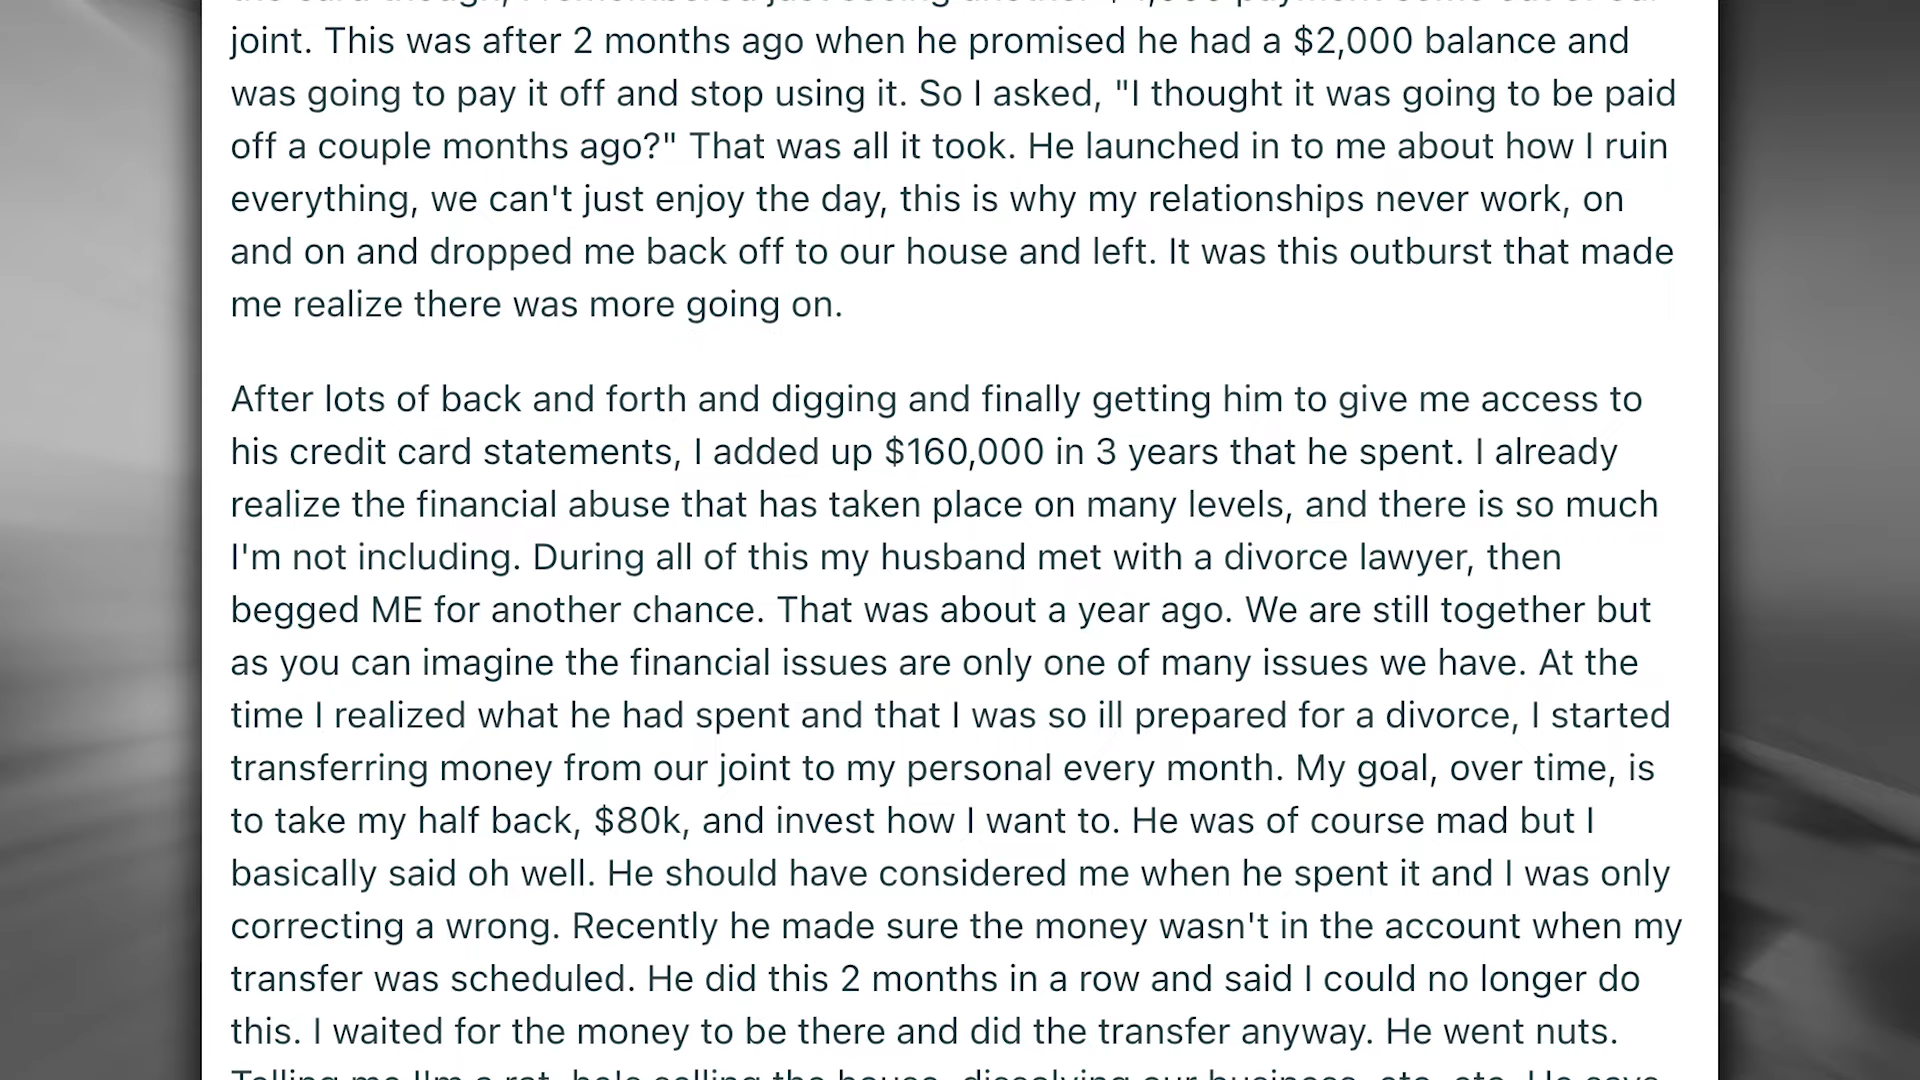 joint. This was after 2 months ago when he promised he had a $2,000 balance and
was going to pay it off and stop using it. So I asked, "I thought it was going to be paid
off a couple months ago?" That was all it took. He launched in to me about how I ruin
everything, we can't just enjoy the day, this is why my relationships never work, on
and on and dropped me back off to our house and left. It was this outburst that made
me realize there was more going on.
After lots of back and forth and digging and finally getting him to give me access to
his credit card statements, I added up $160,000 in 3 years that he spent. I already
realize the financial abuse that has taken place on many levels, and there is so much
I'm not including. During all of this my husband met with a divorce lawyer, then
begged ME for another chance. That was about a year ago. We are still together but
as you can imagine the financial issues are only one of many issues we have. At the
time I realized what he had spent and that I was so ill prepared for a divorce, I started
transferring money from our joint to my personal every month. My goal, over time, is
to take my half back, $80k, and invest how I want to. He was of course mad but I
basically said oh well. He should have considered me when he spent it and I was only
correcting a wrong. Recently he made sure the money wasn't in the account when my
transfer was scheduled. He did this 2 months in a row and said I could no longer do
this. I waited for the money to be there and did the transfer anyway. He went nuts.
Telling me I'm a rat, he's selling the house, dissolving our business, etc, etc. He says